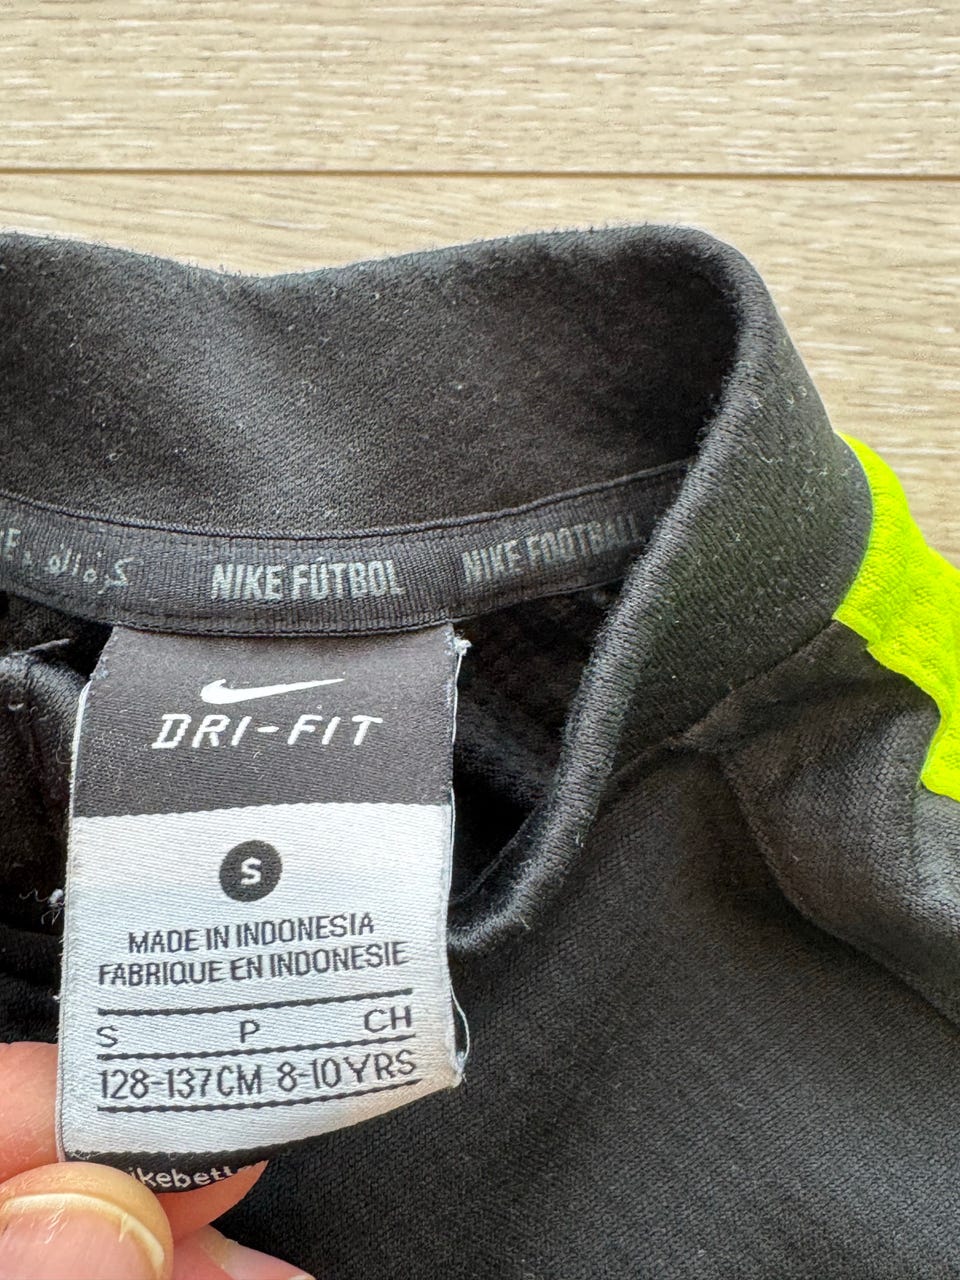 NIKE FÚTBOL
NIKE FOOTBALL
DRI-FIT
S
MADE IN INDONESIA
FABRIQUE EN INDONESIE
S P CH
128-137CM 8-10YRS